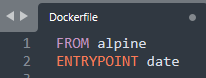 Dockerfile
1 FROM alpine
2 ENTRYPOINT date